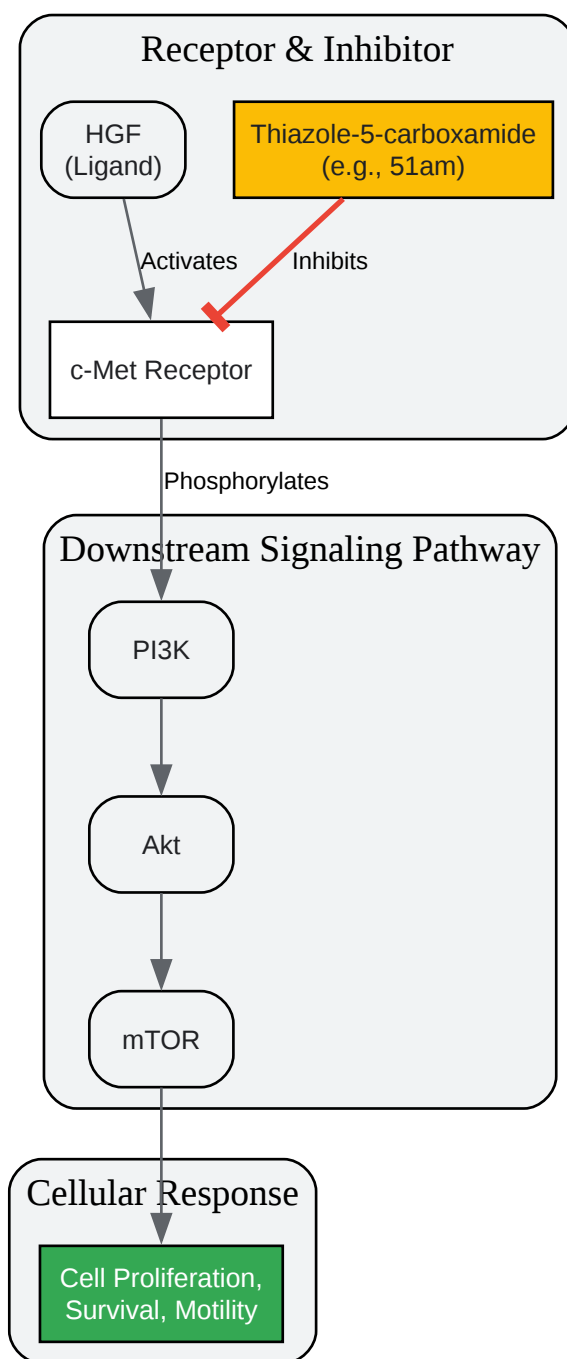 Receptor & Inhibitor
HGF
(Ligand)
Thiazole-5-carboxamide
(e.g., 51am)
Activates
Inhibits
c-Met Receptor
Phosphorylates
Downstream Signaling Pathway
PI3K
Akt
mTOR
Cellular Response
Cell Proliferation,
Survival, Motility